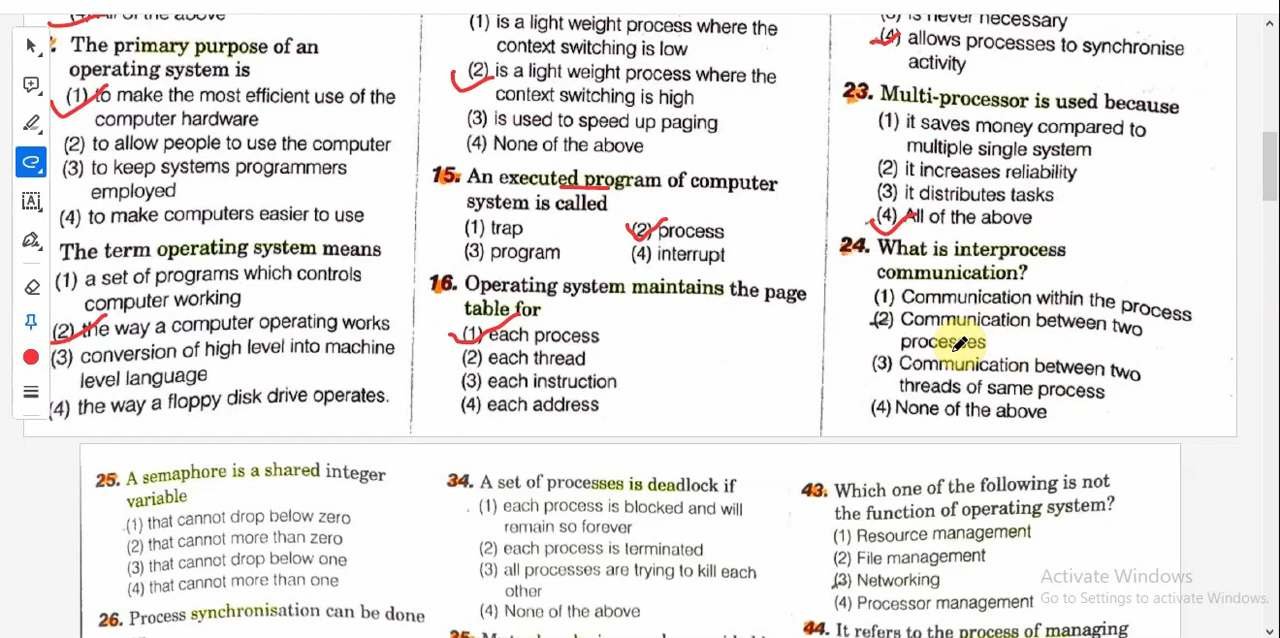 The primary purpose of an
operating system is
(1) to make the most efficient use of the
computer hardware
(2) to allow people to use the computer
(3) to keep systems programmers
employed
(4) to make computers easier to use
The term operating system means
(1) a set of programs which controls
computer working
(2) the way a computer operating works
(3) conversion of high level into machine
level language
(4) the way a floppy disk drive operates.
(1) is a light weight process where the
context switching is low
(2) is a light weight process where the
context switching is high
(3) is used to speed up paging
(4) None of the above
15. An executed program of computer
system is called
(1) trap (2) process
(3) program (4) interrupt
16. Operating system maintains the page
table for
(1) each process
(2) each thread
(3) each instruction
(4) each address
is never necessary
(4) allows processes to synchronise
activity
23. Multi-processor is used because
(1) it saves money compared to
multiple single system
(2) it increases reliability
(3) it distributes tasks
(4) All of the above
24. What is interprocess
communication?
(1) Communication within the process
(2) Communication between two
processes
(3) Communication between two
threads of same process
(4) None of the above
25. A semaphore is a shared integer
variable
(1) that cannot drop below zero
(2) that cannot more than zero
(3) that cannot drop below one
(4) that cannot more than one
26. Process synchronisation can be done
34. A set of processes is deadlock if
(1) each process is blocked and will
remain so forever
(2) each process is terminated
(3) all processes are trying to kill each
other
(4) None of the above
43. Which one of the following is not
the function of operating system?
(1) Resource management
(2) File management
(3) Networking
(4) Processor management
44. It refers to the process of managing
Activate Windows
Go to Settings to activate Windows.